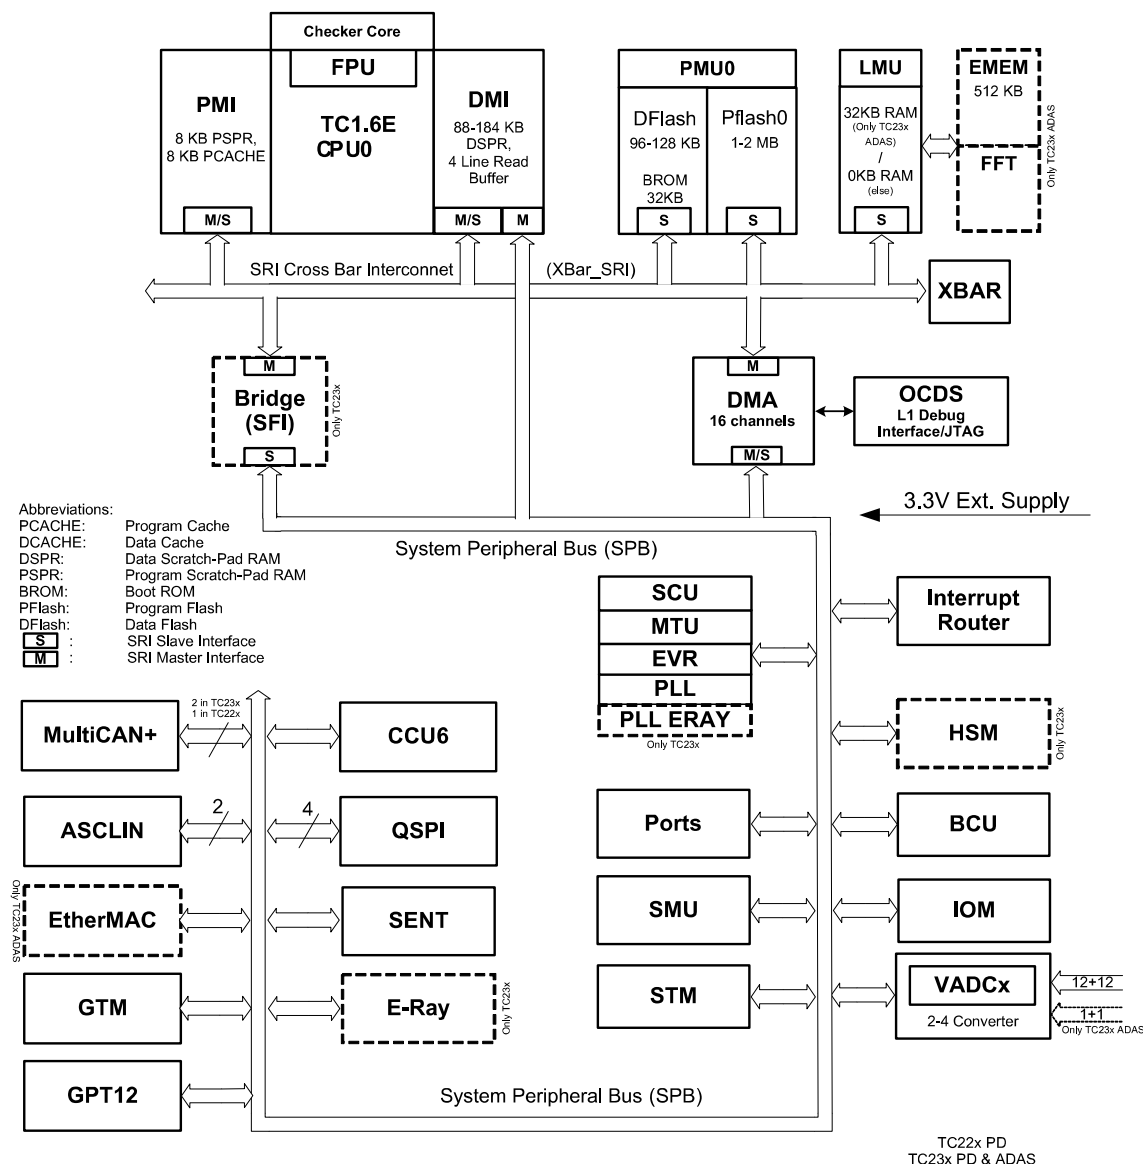 Checker Core
FPU
PMI
8 KB PSPR,
8 KB PCACHE
M/S
TC1.6E
CPU0
DMI
88-184 KB
DSPR,
4 Line Read
Buffer
M/S
M
PMU0
DFlash
96-128 KB
BROM
32KB
S
Pflash0
1-2 MB
S
LMU
32KB RAM
(Only TC23x
ADAS)
/
0KB RAM
(else)
S
EMEM
512 KB
FFT
Only TC23x ADAS
SRI Cross Bar Interconnet (XBar_SRI)
XBAR
M
Bridge
(SFI)
S
Only TC23x
M
DMA
16 channels
M/S
OCDS
L1 Debug
Interface/JTAG
3.3V Ext. Supply
Abbreviations:
PCACHE: Program Cache
DCACHE: Data Cache
DSPR: Data Scratch-Pad RAM
PSPR: Program Scratch-Pad RAM
BROM: Boot ROM
PFlash: Program Flash
DFlash: Data Flash
S : SRI Slave Interface
M : SRI Master Interface
System Peripheral Bus (SPB)
SCU
MTU
EVR
PLL
PLL ERAY
Only TC23x
Interrupt
Router
HSM
Only TC23x
MultiCAN+
2 in TC23x
1 in TC22x
CCU6
ASCLIN
2
4
QSPI
Ports
BCU
EtherMAC
Only TC23x ADAS
SENT
SMU
IOM
GTM
E-Ray
Only TC23x
STM
VADCx
2-4 Converter
12+12
1+1
Only TC23x ADAS
GPT12
System Peripheral Bus (SPB)
TC22x PD
TC23x PD & ADAS